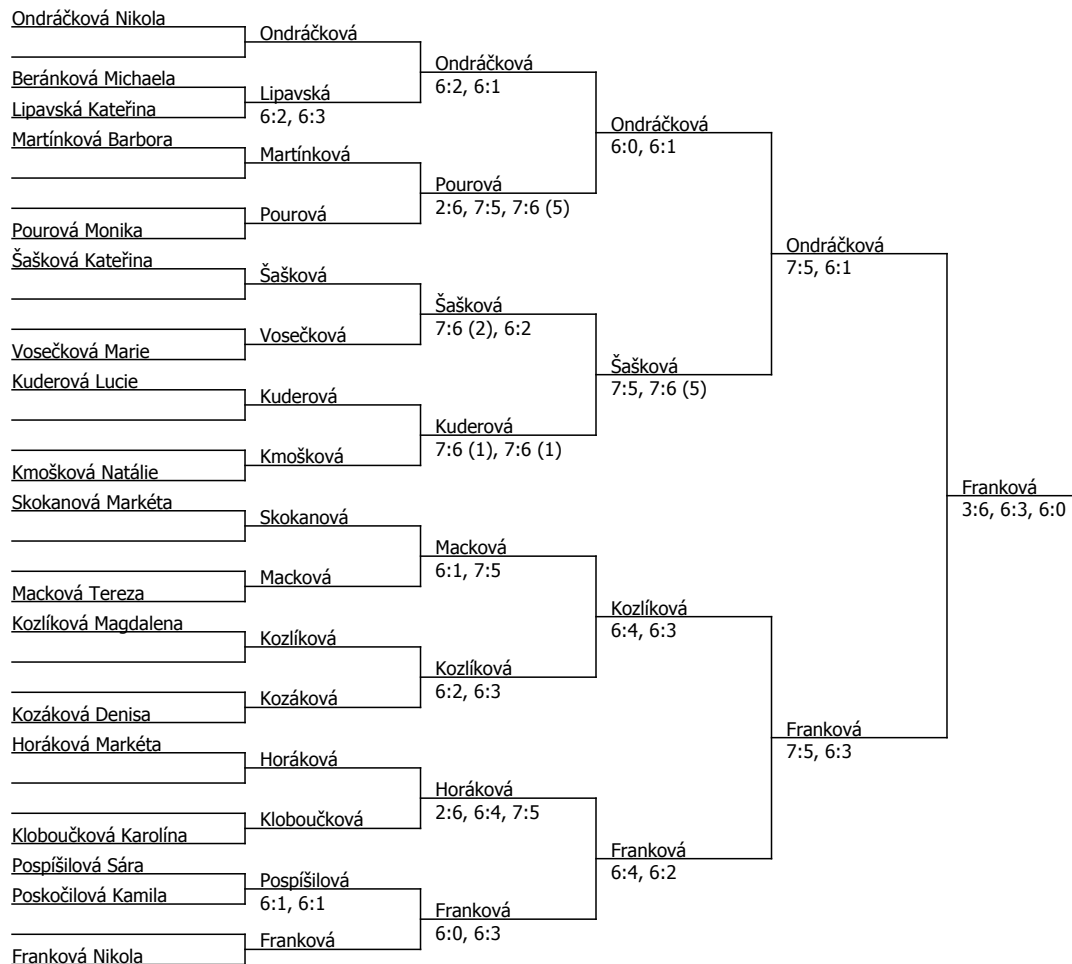 Ondráčková Nikola
Ondráčková
Ondráčková
6:2, 6:1
Beránková Michaela
Lipavská
Lipavská Kateřina
6:2, 6:3
Ondráčková
6:0, 6:1
Martínková Barbora
Martínková
Pourová
2:6, 7:5, 7:6 (5)
Pourová
Pourová Monika
Ondráčková
7:5, 6:1
Šašková Kateřina
Šašková
Šašková
7:6 (2), 6:2
Vosečková
Vosečková Marie
Šašková
7:5, 7:6 (5)
Kuderová Lucie
Kuderová
Kuderová
7:6 (1), 7:6 (1)
Kmošková
Kmošková Natálie
Franková
3:6, 6:3, 6:0
Skokanová Markéta
Skokanová
Macková
6:1, 7:5
Macková
Macková Tereza
Kozlíková
6:4, 6:3
Kozlíková Magdalena
Kozlíková
Kozlíková
6:2, 6:3
Kozáková
Kozáková Denisa
Franková
7:5, 6:3
Horáková Markéta
Horáková
Horáková
2:6, 6:4, 7:5
Kloboučková
Kloboučková Karolína
Franková
6:4, 6:2
Pospíšilová Sára
Pospíšilová
Poskočilová Kamila
6:1, 6:1
Franková
6:0, 6:3
Franková
Franková Nikola